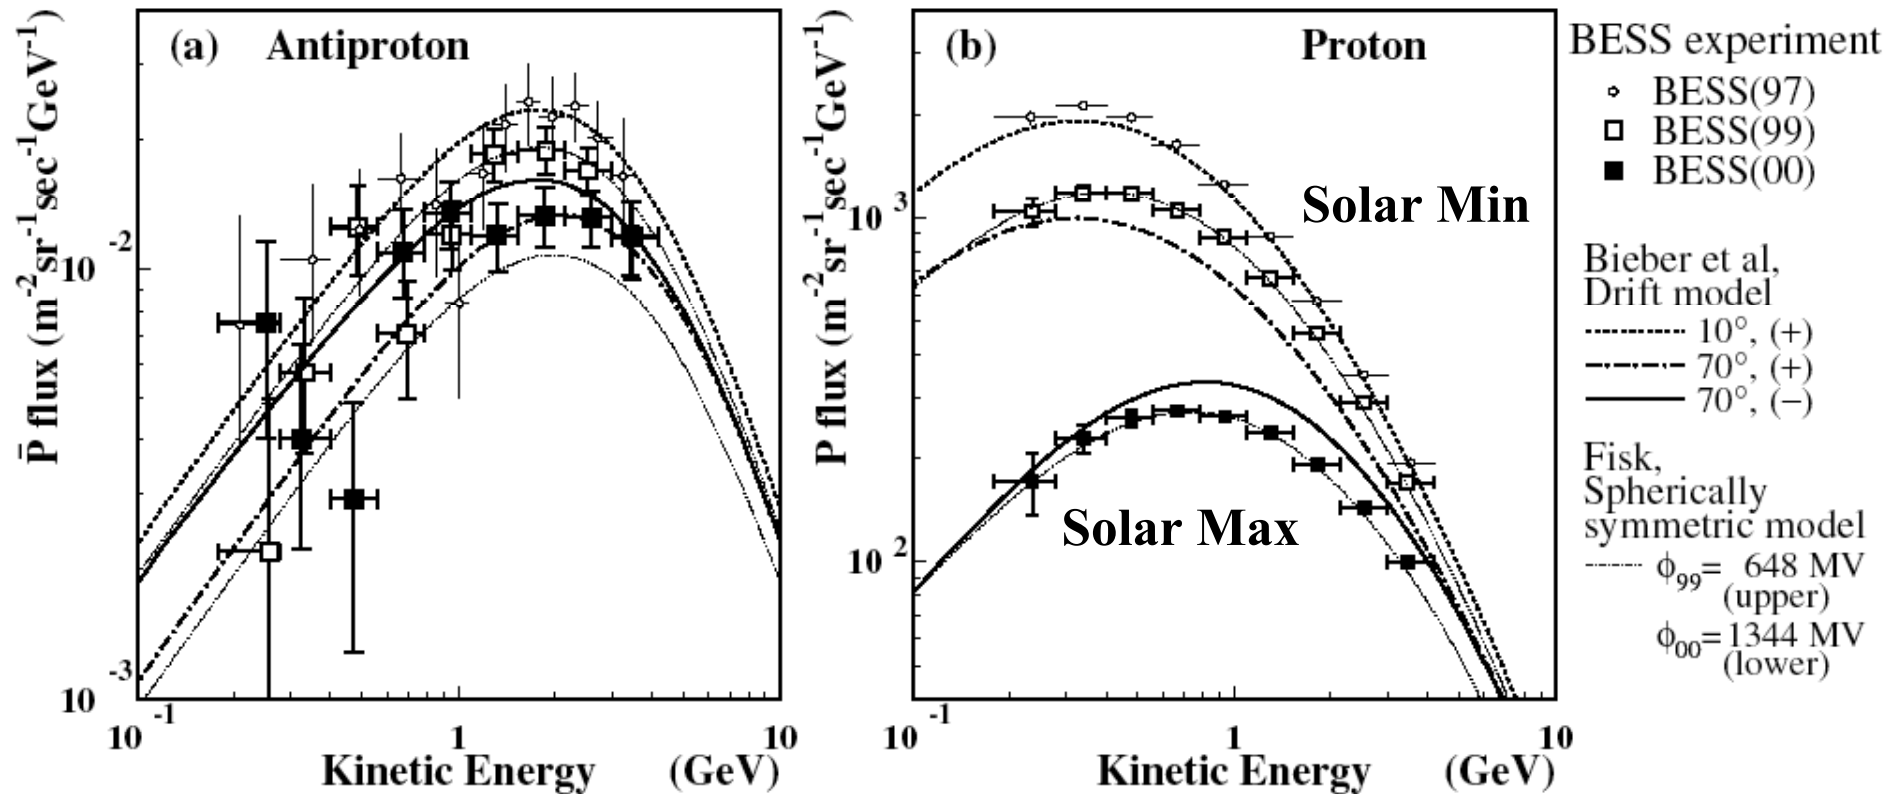 (a) Antiproton
P̄ flux (m⁻²sr⁻¹sec⁻¹GeV⁻¹)
10⁻²
10⁻³
10⁻¹ 1 10
Kinetic Energy (GeV)
(b) Proton
P flux (m⁻²sr⁻¹sec⁻¹GeV⁻¹)
10³
10²
Solar Min
Solar Max
10⁻¹ 1 10
Kinetic Energy (GeV)
BESS experiment
BESS(97)
BESS(99)
BESS(00)
Bieber et al,
Drift model
10°, (+)
70°, (+)
70°, (−)
Fisk,
Spherically
symmetric model
ϕ₉₉= 648 MV
(upper)
ϕ₀₀=1344 MV
(lower)